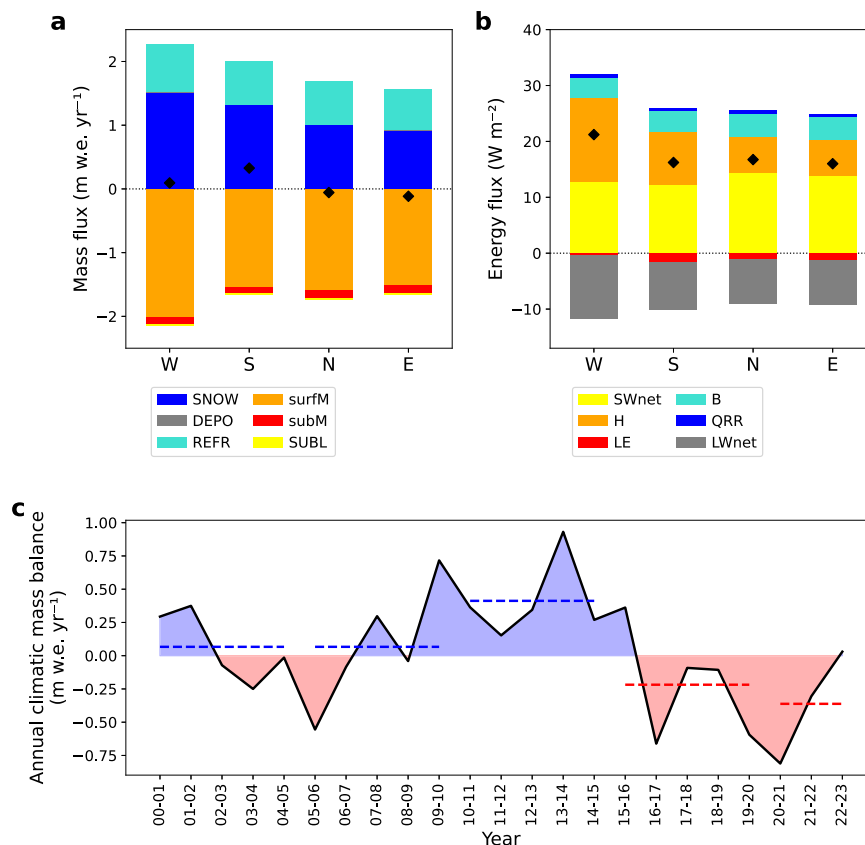 a
Mass flux (m w.e. yr⁻¹)
2
1
0
−1
−2
W S N E
SNOW surfM
DEPO subM
REFR SUBL
b
Energy flux (W m⁻²)
40
30
20
10
0
−10
W S N E
SWnet B
H QRR
LE LWnet
c
Annual climatic mass balance
(m w.e. yr⁻¹)
1.00
0.75
0.50
0.25
0.00
−0.25
−0.50
−0.75
00-01 01-02 02-03 03-04 04-05 05-06 06-07 07-08 08-09 09-10 10-11 11-12 12-13 13-14 14-15 15-16 16-17 17-18 18-19 19-20 20-21 21-22 22-23
Year